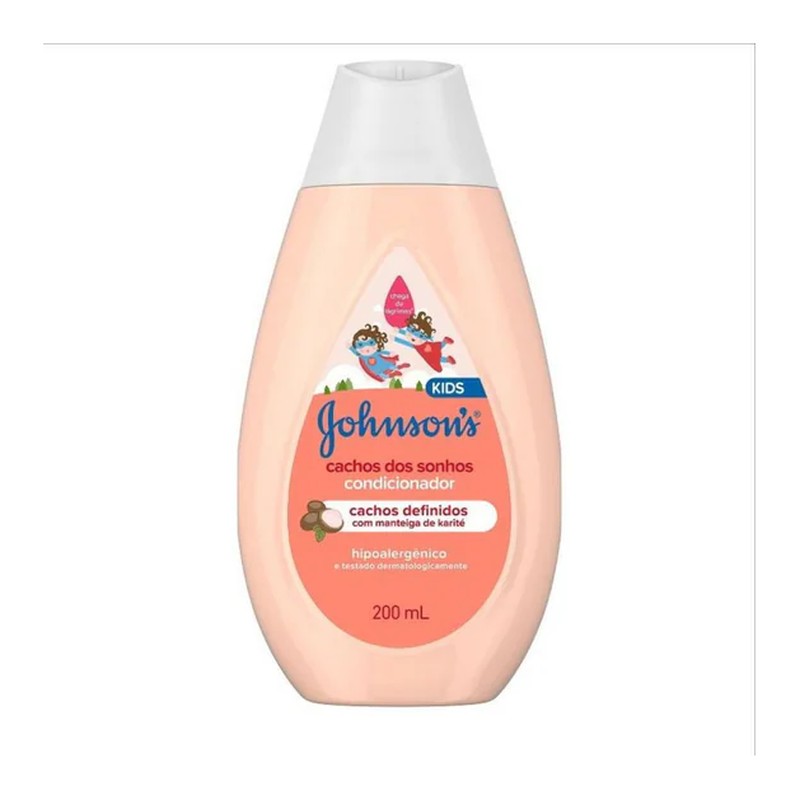 chega
de
lágrimas
KIDS
Johnson's®
cachos dos sonhos
condicionador
cachos definidos
com manteiga de karité
hipoalergênico
e testado dermatologicamente
200 mL